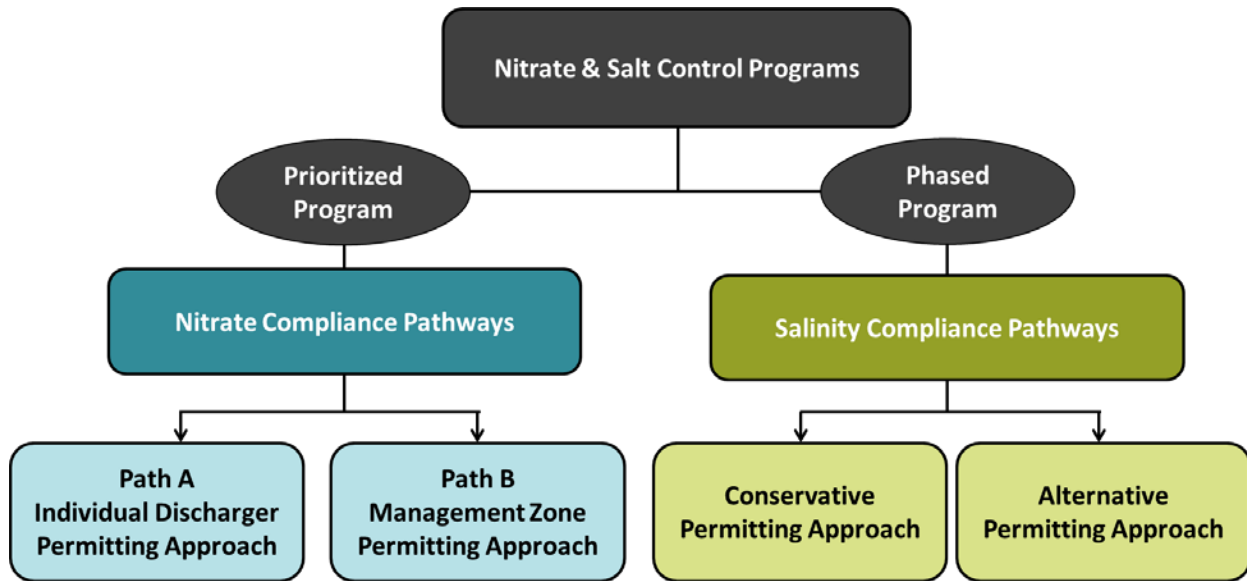 Nitrate & Salt Control Programs
Prioritized
Program
Phased
Program
Nitrate Compliance Pathways
Salinity Compliance Pathways
Path A
Individual Discharger
Permitting Approach
Path B
Management Zone
Permitting Approach
Conservative
Permitting Approach
Alternative
Permitting Approach